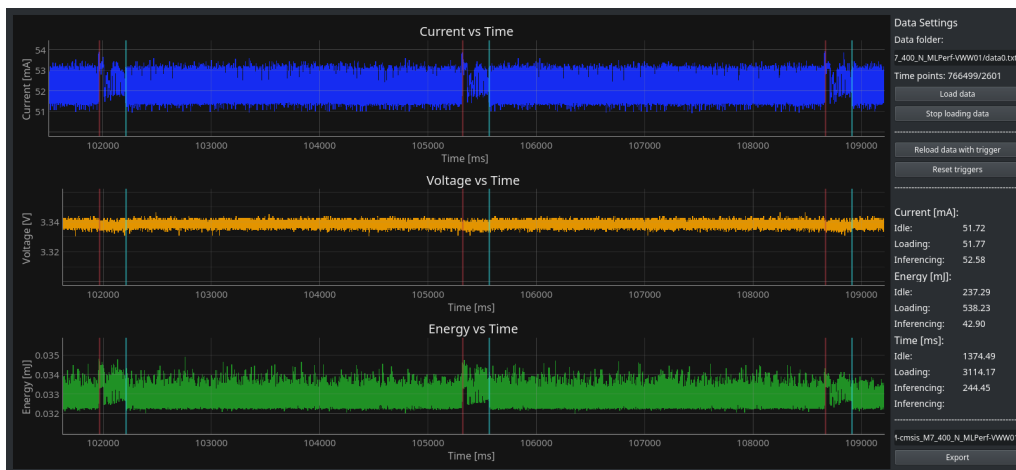 Current vs Time
Current [mA]
54
53
52
51
102000 103000 104000 105000 106000 107000 108000 109000
Time [ms]
Voltage vs Time
Voltage [V]
3.34
3.32
102000 103000 104000 105000 106000 107000 108000 109000
Time [ms]
Energy vs Time
Energy [mJ]
0.035
0.034
0.033
0.032
102000 103000 104000 105000 106000 107000 108000 109000
Time [ms]
Data Settings
Data folder:
7_400_N_MLPerf-VWW01/data0.txt
Time points: 766499/2601
Load data
Stop loading data
Reload data with trigger
Reset triggers
Current [mA]:
Idle: 51.72
Loading: 51.77
Inferencing: 52.58
Energy [mJ]:
Idle: 237.29
Loading: 538.23
Inferencing: 42.90
Time [ms]:
Idle: 1374.49
Loading: 3114.17
Inferencing: 244.45
Inferencing:
-cmsis_M7_400_N_MLPerf-VWW01
Export